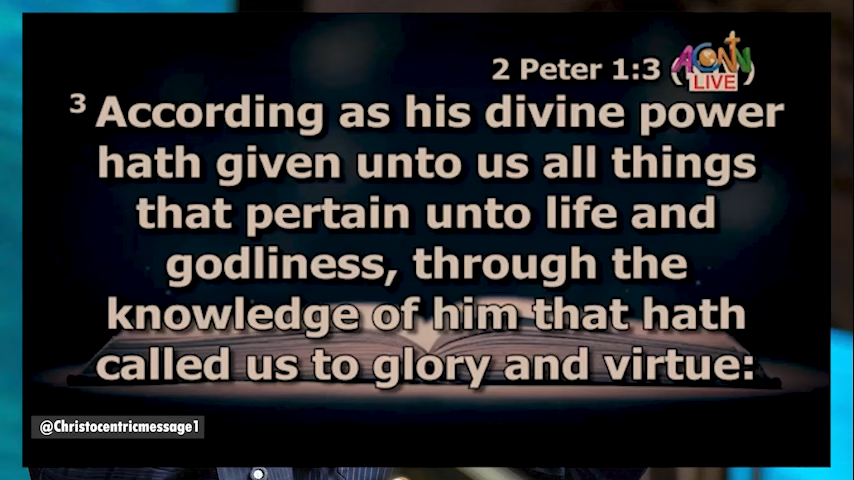 2 Peter 1:3 (
ACNN
LIVE
)
3 According as his divine power
hath given unto us all things
that pertain unto life and
godliness, through the
knowledge of him that hath
called us to glory and virtue:
@Christocentricmessage1